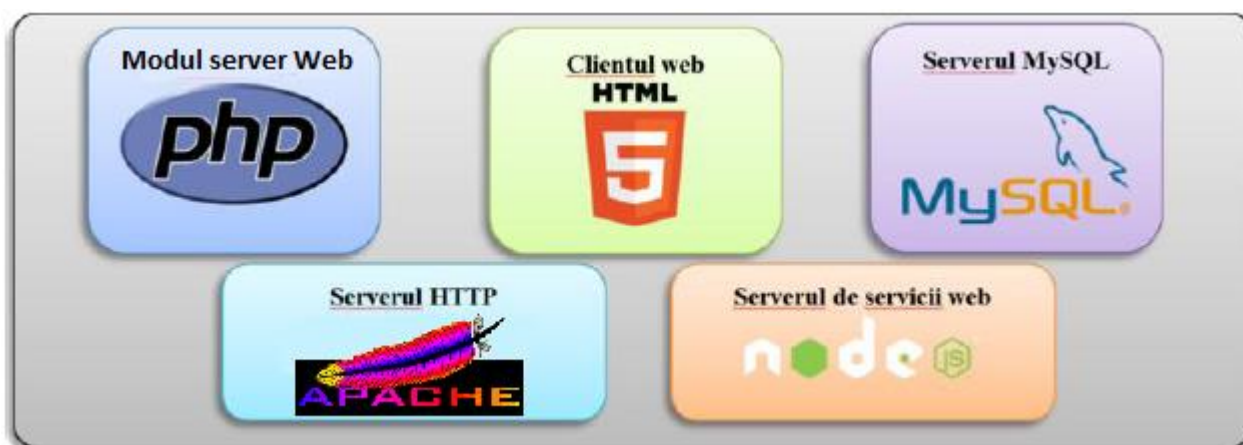 Modul server Web
php
Clientul web
HTML
5
Serverul MySQL
MySQL®
Serverul HTTP
APACHE
Serverul de servicii web
node
JS